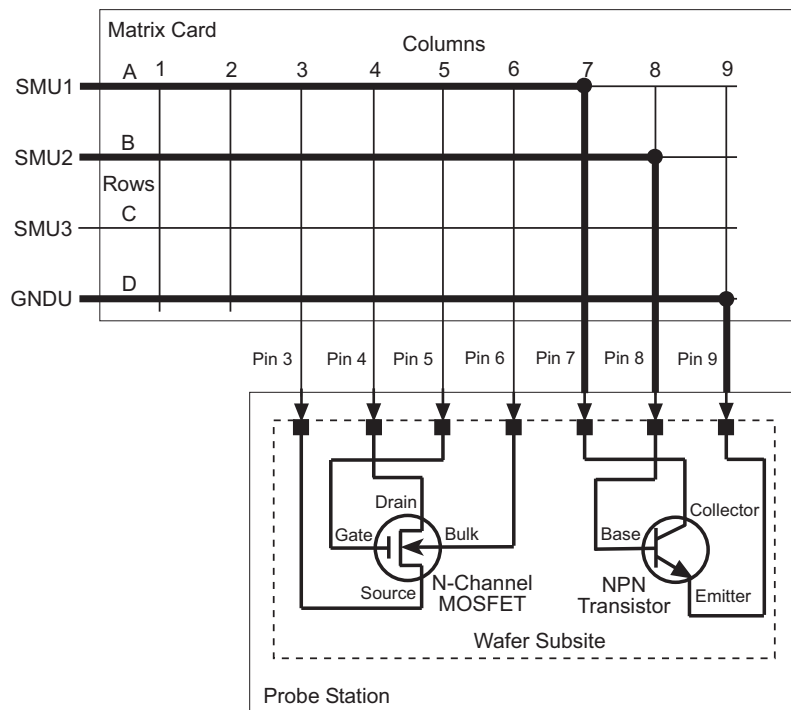 Matrix Card
Columns
A 1 2 3 4 5 6 7 8 9
SMU1
B
SMU2
Rows
C
SMU3
D
GNDU
Pin 3 Pin 4 Pin 5 Pin 6 Pin 7 Pin 8 Pin 9
Drain
Collector
Gate
Bulk
Base
Source
N-Channel
MOSFET
NPN
Transistor
Emitter
Wafer Subsite
Probe Station